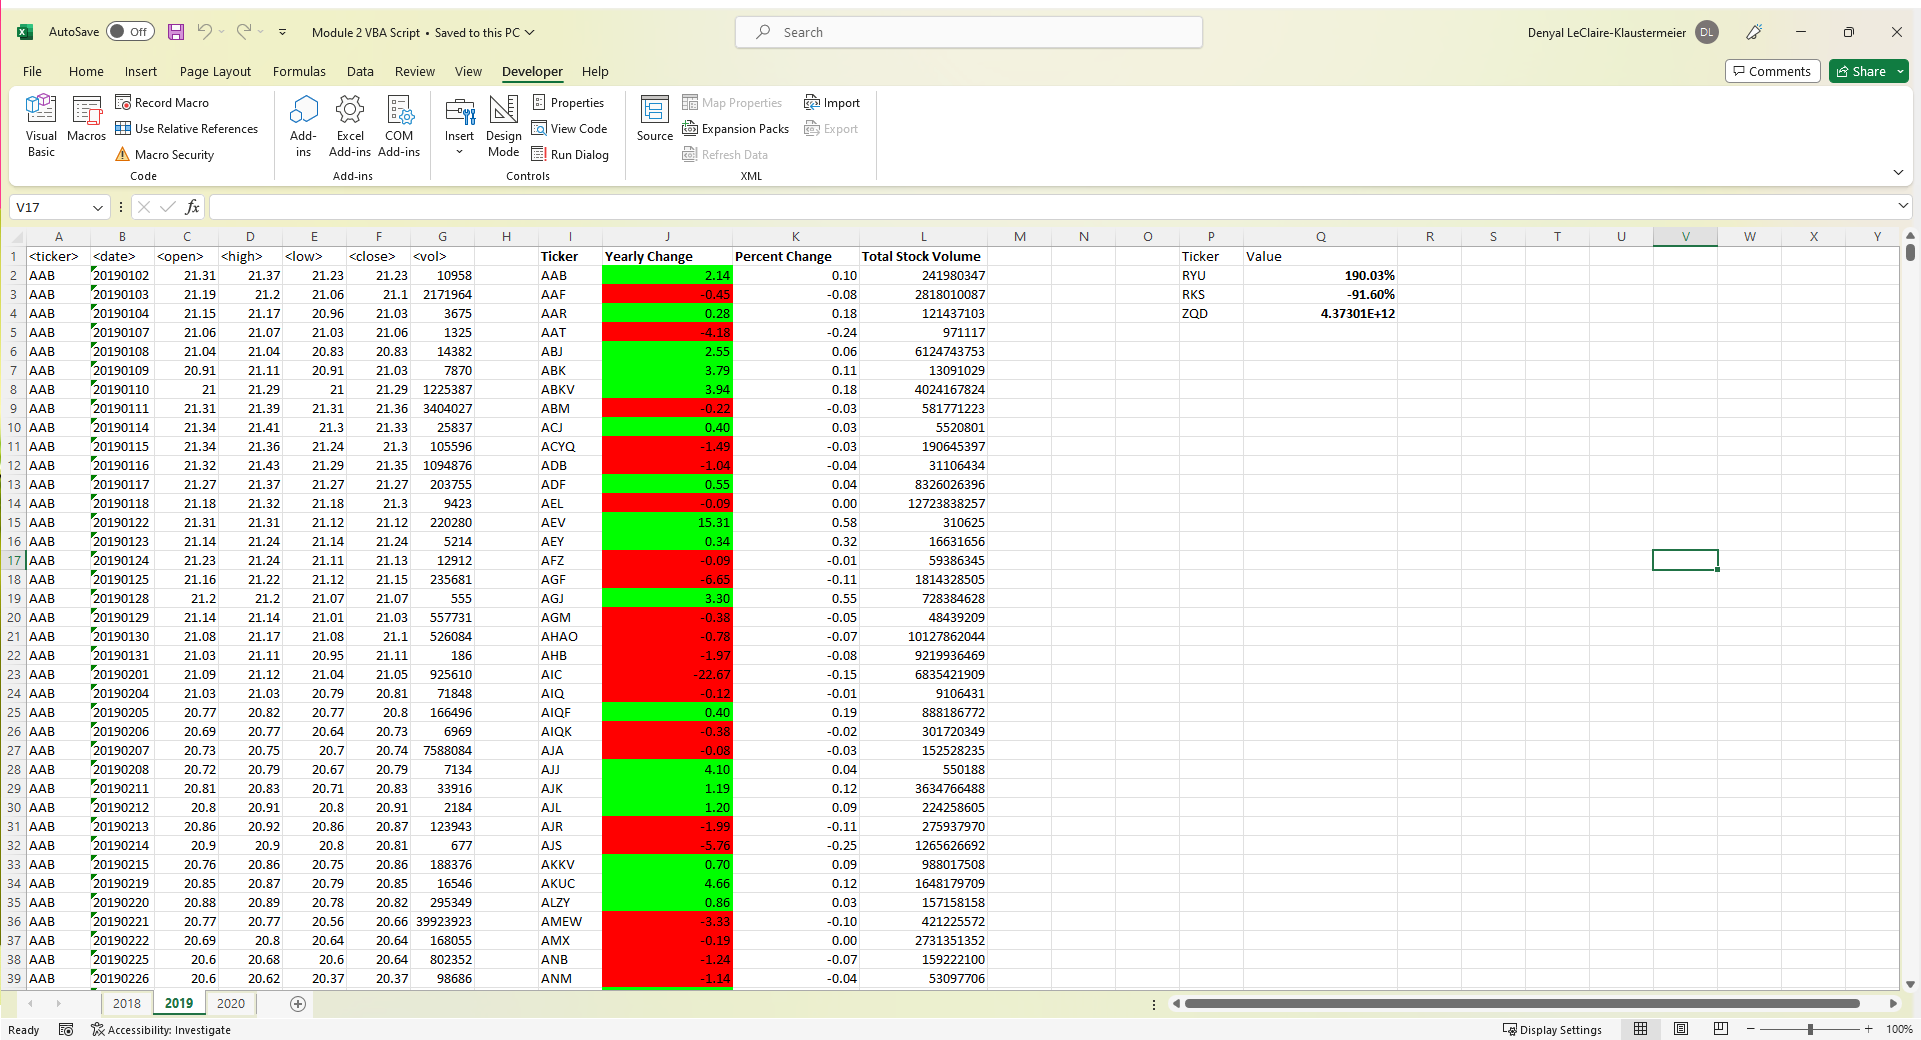 AutoSave Off Module 2 VBA Script • Saved to this PC Search Denyal LeClaire-Klaustermeier DL
File Home Insert Page Layout Formulas Data Review View Developer Help Comments Share
Visual Basic Macros Record Macro Use Relative References Macro Security Code
Add-ins Excel Add-ins COM Add-ins Add-ins
Insert Design Mode Properties View Code Run Dialog Controls
Source Map Properties Expansion Packs Refresh Data Import Export XML
V17 fx
A B C D E F G H I J K L M N O P Q R S T U V W X Y
1 <ticker> <date> <open> <high> <low> <close> <vol> Ticker Yearly Change Percent Change Total Stock Volume Ticker Value
2 AAB 20190102 21.31 21.37 21.23 21.23 10958 AAB 2.14 0.10 241980347 RYU 190.03%
3 AAB 20190103 21.19 21.2 21.06 21.1 2171964 AAF -0.45 -0.08 2818010087 RKS -91.60%
4 AAB 20190104 21.15 21.17 20.96 21.03 3675 AAR 0.28 0.18 121437103 ZQD 4.37301E+12
5 AAB 20190107 21.06 21.07 21.03 21.06 1325 AAT -4.18 -0.24 971117
6 AAB 20190108 21.04 21.04 20.83 20.83 14382 ABJ 2.55 0.06 6124743753
7 AAB 20190109 20.91 21.11 20.91 21.03 7870 ABK 3.79 0.11 13091029
8 AAB 20190110 21 21.29 21 21.29 1225387 ABKV 3.94 0.18 4024167824
9 AAB 20190111 21.31 21.39 21.31 21.36 3404027 ABM -0.22 -0.03 581771223
10 AAB 20190114 21.34 21.41 21.3 21.33 25837 ACJ 0.40 0.03 5520801
11 AAB 20190115 21.34 21.36 21.24 21.3 105596 ACYQ -1.49 -0.03 190645397
12 AAB 20190116 21.32 21.43 21.29 21.35 1094876 ADB -1.04 -0.04 31106434
13 AAB 20190117 21.27 21.37 21.27 21.27 203755 ADF 0.55 0.04 8326026396
14 AAB 20190118 21.18 21.32 21.18 21.3 9423 AEL -0.09 0.00 12723838257
15 AAB 20190122 21.31 21.31 21.12 21.12 220280 AEV 15.31 0.58 310625
16 AAB 20190123 21.14 21.24 21.14 21.24 5214 AEY 0.34 0.32 16631656
17 AAB 20190124 21.23 21.24 21.11 21.13 12912 AFZ -0.09 -0.01 59386345
18 AAB 20190125 21.16 21.22 21.12 21.15 235681 AGF -6.65 -0.11 1814328505
19 AAB 20190128 21.2 21.2 21.07 21.07 555 AGJ 3.30 0.55 728384628
20 AAB 20190129 21.14 21.14 21.01 21.03 557731 AGM -0.38 -0.05 48439209
21 AAB 20190130 21.08 21.17 21.08 21.1 526084 AHAO -0.78 -0.07 10127862044
22 AAB 20190131 21.03 21.11 20.95 21.11 186 AHB -1.97 -0.08 9219936469
23 AAB 20190201 21.09 21.12 21.04 21.05 925610 AIC -22.67 -0.15 6835421909
24 AAB 20190204 21.03 21.03 20.79 20.81 71848 AIQ -0.12 -0.01 9106431
25 AAB 20190205 20.77 20.82 20.77 20.8 166496 AIQF 0.40 0.19 888186772
26 AAB 20190206 20.69 20.77 20.64 20.73 6969 AIQK -0.38 -0.02 301720349
27 AAB 20190207 20.73 20.75 20.7 20.74 7588084 AJA -0.08 -0.03 152528235
28 AAB 20190208 20.72 20.79 20.67 20.79 7134 AJJ 4.10 0.04 550188
29 AAB 20190211 20.81 20.83 20.71 20.83 33916 AJK 1.19 0.12 3634766488
30 AAB 20190212 20.8 20.91 20.8 20.91 2184 AJL 1.20 0.09 224258605
31 AAB 20190213 20.86 20.92 20.86 20.87 123943 AJR -1.99 -0.11 275937970
32 AAB 20190214 20.9 20.9 20.8 20.81 677 AJS -5.76 -0.25 1265626692
33 AAB 20190215 20.76 20.86 20.75 20.86 188376 AKKV 0.70 0.09 988017508
34 AAB 20190219 20.85 20.87 20.79 20.85 16546 AKUC 4.66 0.12 1648179709
35 AAB 20190220 20.88 20.89 20.78 20.82 295349 ALZY 0.86 0.03 157158158
36 AAB 20190221 20.77 20.77 20.56 20.66 39923923 AMEW -3.33 -0.10 421225572
37 AAB 20190222 20.69 20.8 20.64 20.64 168055 AMX -0.19 0.00 2731351352
38 AAB 20190225 20.6 20.68 20.6 20.64 802352 ANB -1.24 -0.07 159222100
39 AAB 20190226 20.6 20.62 20.37 20.37 98686 ANM -1.14 -0.04 53097706
2018 2019 2020
Ready Accessibility: Investigate Display Settings 100%